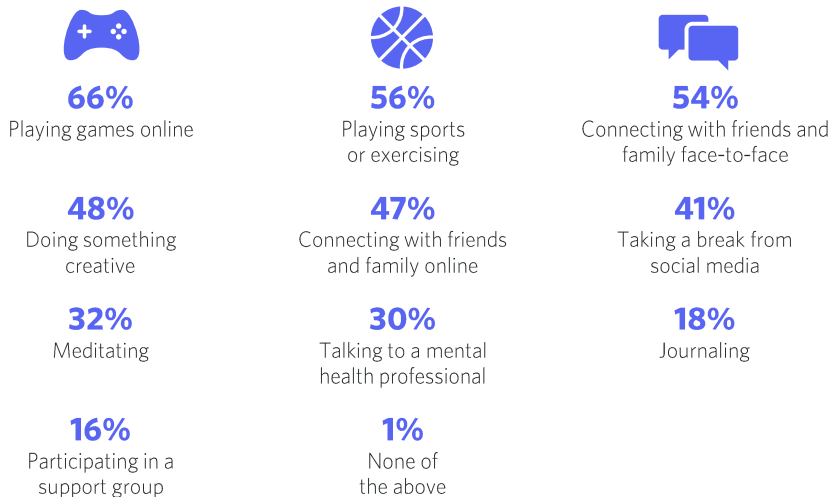 66%
Playing games online
56%
Playing sports
or exercising
54%
Connecting with friends and
family face-to-face
48%
Doing something
creative
47%
Connecting with friends
and family online
41%
Taking a break from
social media
32%
Meditating
30%
Talking to a mental
health professional
18%
Journaling
16%
Participating in a
support group
1%
None of
the above